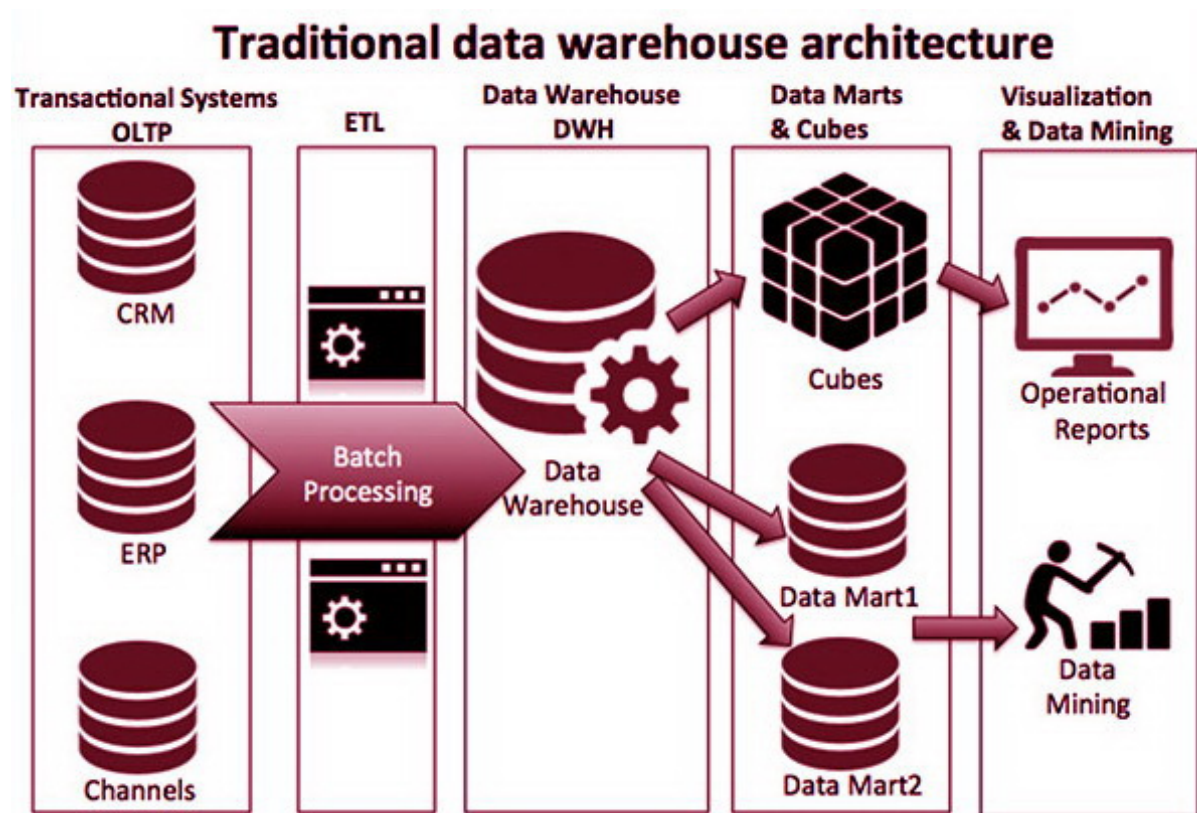 Traditional data warehouse architecture
Transactional Systems
OLTP
ETL
Data Warehouse
DWH
Data Marts
& Cubes
Visualization
& Data Mining
CRM
ERP
Channels
Batch
Processing
Data
Warehouse
Cubes
Data Mart1
Data Mart2
Operational
Reports
Data
Mining